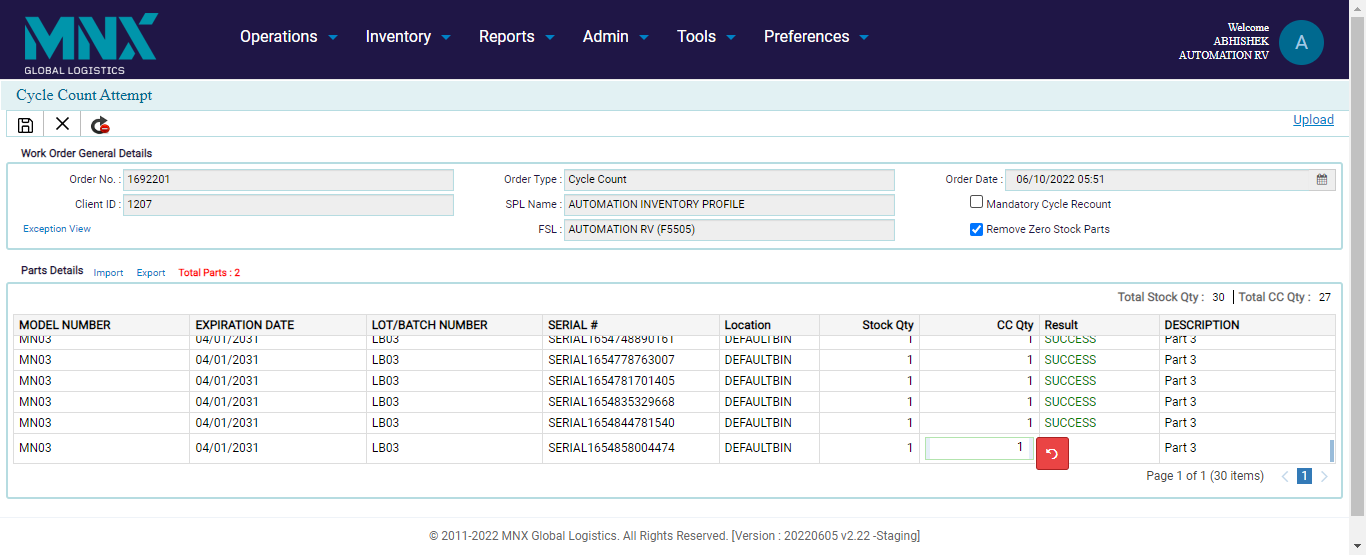 MNX
GLOBAL LOGISTICS
Operations Inventory Reports Admin Tools Preferences
Welcome
ABHISHEK
AUTOMATION RV
A
Cycle Count Attempt
Upload
Work Order General Details
Order No. : 1692201 Order Type : Cycle Count Order Date : 06/10/2022 05:51
Client ID : 1207 SPL Name : AUTOMATION INVENTORY PROFILE Mandatory Cycle Recount
Exception View FSL : AUTOMATION RV (F5505) Remove Zero Stock Parts
Parts Details Import Export Total Parts : 2
Total Stock Qty : 30 Total CC Qty : 27
MODEL NUMBER EXPIRATION DATE LOT/BATCH NUMBER SERIAL # Location Stock Qty CC Qty Result DESCRIPTION
MN03 04/01/2031 LB03 SERIAL1654748890161 DEFAULTBIN 1 1 SUCCESS Part 3
MN03 04/01/2031 LB03 SERIAL1654778763007 DEFAULTBIN 1 1 SUCCESS Part 3
MN03 04/01/2031 LB03 SERIAL1654781701405 DEFAULTBIN 1 1 SUCCESS Part 3
MN03 04/01/2031 LB03 SERIAL1654835329668 DEFAULTBIN 1 1 SUCCESS Part 3
MN03 04/01/2031 LB03 SERIAL1654844781540 DEFAULTBIN 1 1 SUCCESS Part 3
MN03 04/01/2031 LB03 SERIAL1654858004474 DEFAULTBIN 1 1 Part 3
Page 1 of 1 (30 items) 1
© 2011-2022 MNX Global Logistics. All Rights Reserved. [Version : 20220605 v2.22 -Staging]